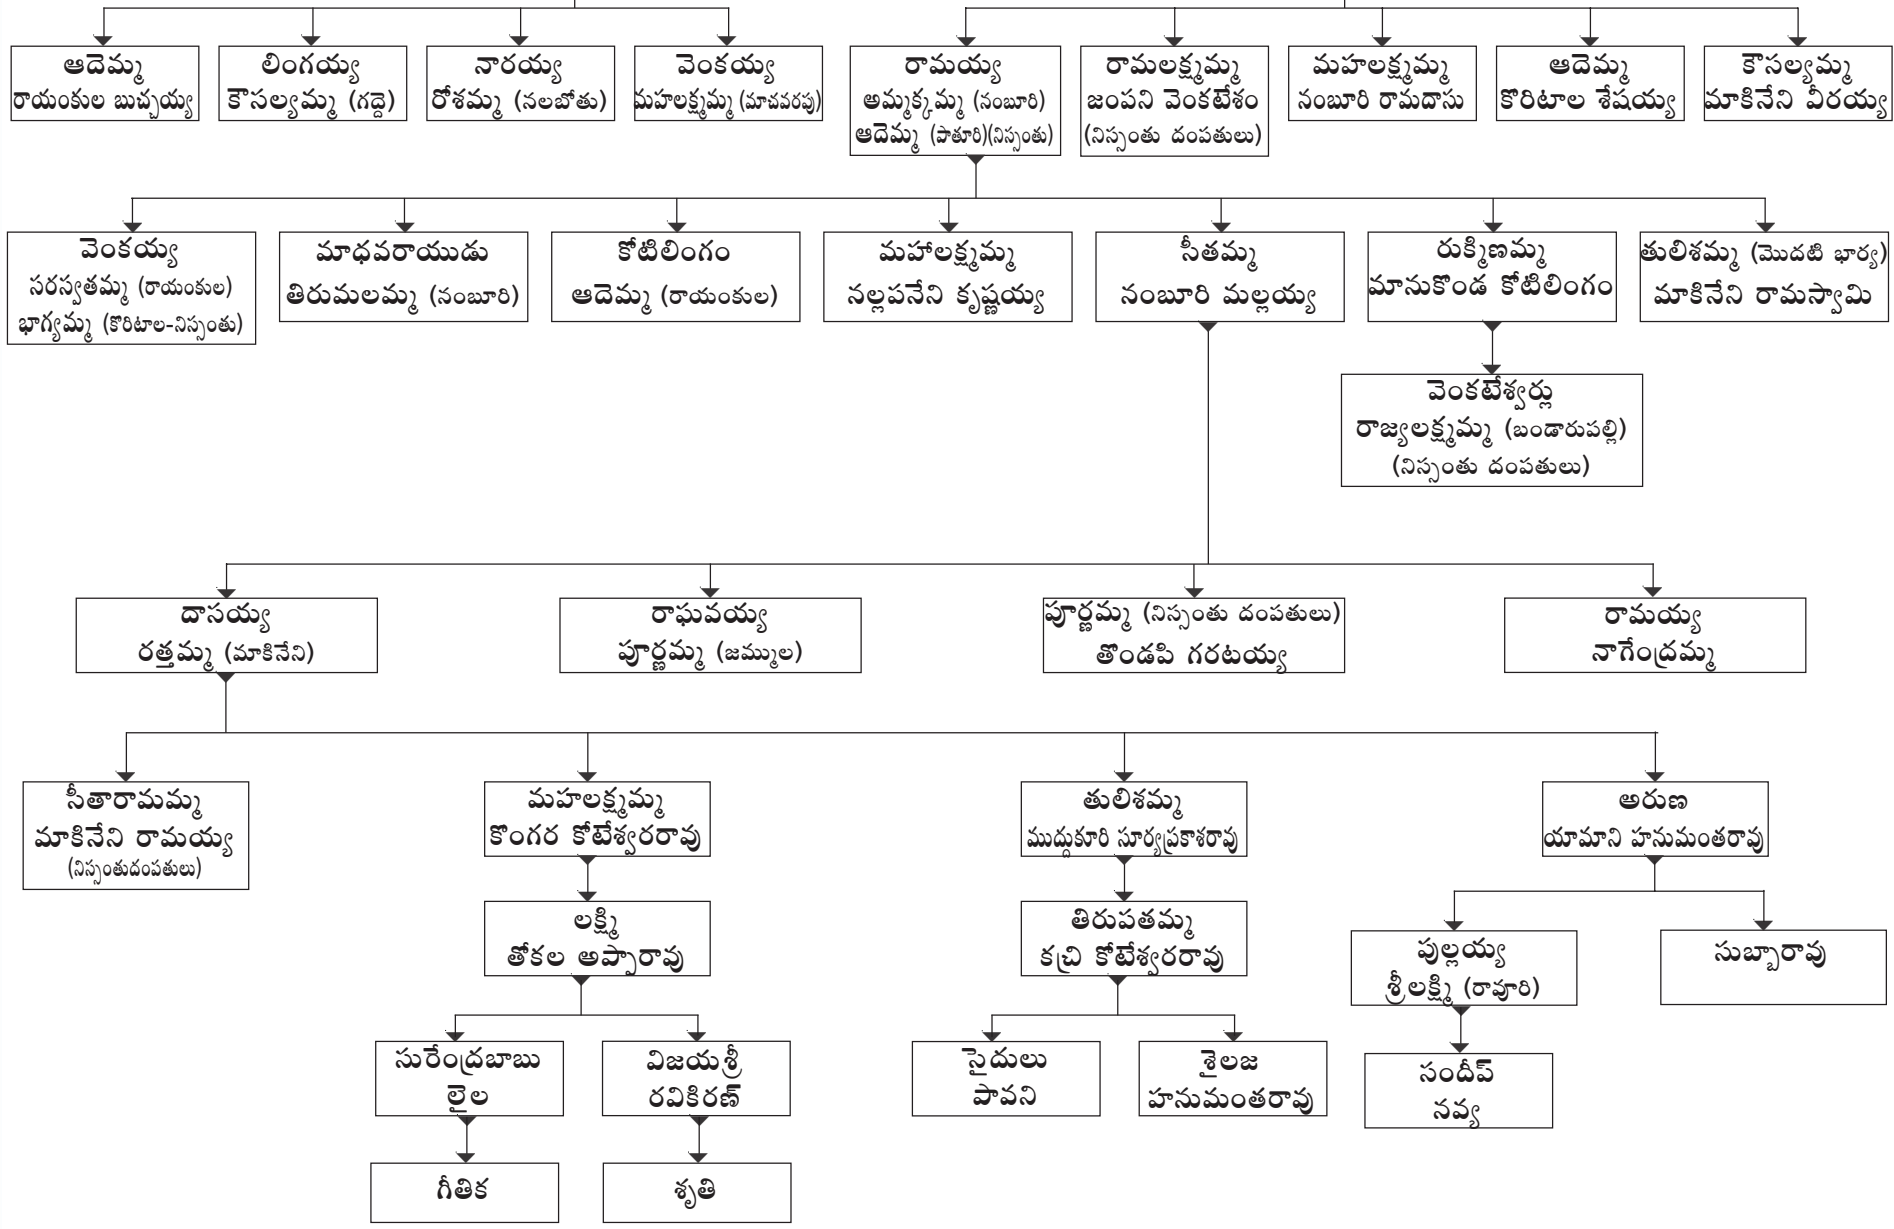 ఆదెమ్మ
రాయంకుల బుచ్చయ్య
లింగయ్య
కౌసల్యమ్మ (గద్దె)
నారయ్య
రోశమ్మ (నలబోతు)
వెంకయ్య
మహలక్ష్మమ్మ (మాచవరపు)
రామయ్య
అమ్మక్కమ్మ (నంబూరి)
ఆదెమ్మ (పాతూరి)(నిస్సంతు)
రామలక్ష్మమ్మ
జంపని వెంకటేశం
(నిస్సంతు దంపతులు)
మహలక్ష్మమ్మ
నంబూరి రామదాసు
ఆదెమ్మ
కొరిటాల శేషయ్య
కౌసల్యమ్మ
మాకినేని వీరయ్య
వెంకయ్య
సరస్వతమ్మ (రాయంకుల)
భాగ్యమ్మ (కొరిటాల-నిస్సంతు)
మాధవరాయుడు
తిరుమలమ్మ (నంబూరి)
కోటిలింగం
ఆదెమ్మ (రాయంకుల)
మహాలక్ష్మమ్మ
నల్లపనేని కృష్ణయ్య
సీతమ్మ
నంబూరి మల్లయ్య
రుక్మిణమ్మ
మానుకొండ కోటిలింగం
తులిశమ్మ (మొదటి భార్య)
మాకినేని రామస్వామి
వెంకటేశ్వర్లు
రాజ్యలక్ష్మమ్మ (బండారుపల్లి)
(నిస్సంతు దంపతులు)
దాసయ్య
రత్తమ్మ (మాకినేని)
రాఘవయ్య
పూర్ణమ్మ (జమ్ముల)
పూర్ణమ్మ (నిస్సంతు దంపతులు)
తొండపి గరటయ్య
రామయ్య
నాగేంద్రమ్మ
సీతారామమ్మ
మాకినేని రామయ్య
(నిస్సంతుదంపతులు)
మహలక్ష్మమ్మ
కొంగర కోటేశ్వరరావు
తులిశమ్మ
ముద్దుకూరి సూర్యప్రకాశరావు
అరుణ
యామాని హనుమంతరావు
లక్ష్మి
తోకల అప్పారావు
తిరుపతమ్మ
కచ్రి కోటేశ్వరరావు
పుల్లయ్య
శ్రీలక్ష్మి (రావూరి)
సుబ్బారావు
సురేంద్రబాబు
లైల
విజయశ్రీ
రవికిరణ్
సైదులు
పావని
శైలజ
హనుమంతరావు
సందీప్
నవ్య
గీతిక
శృతి